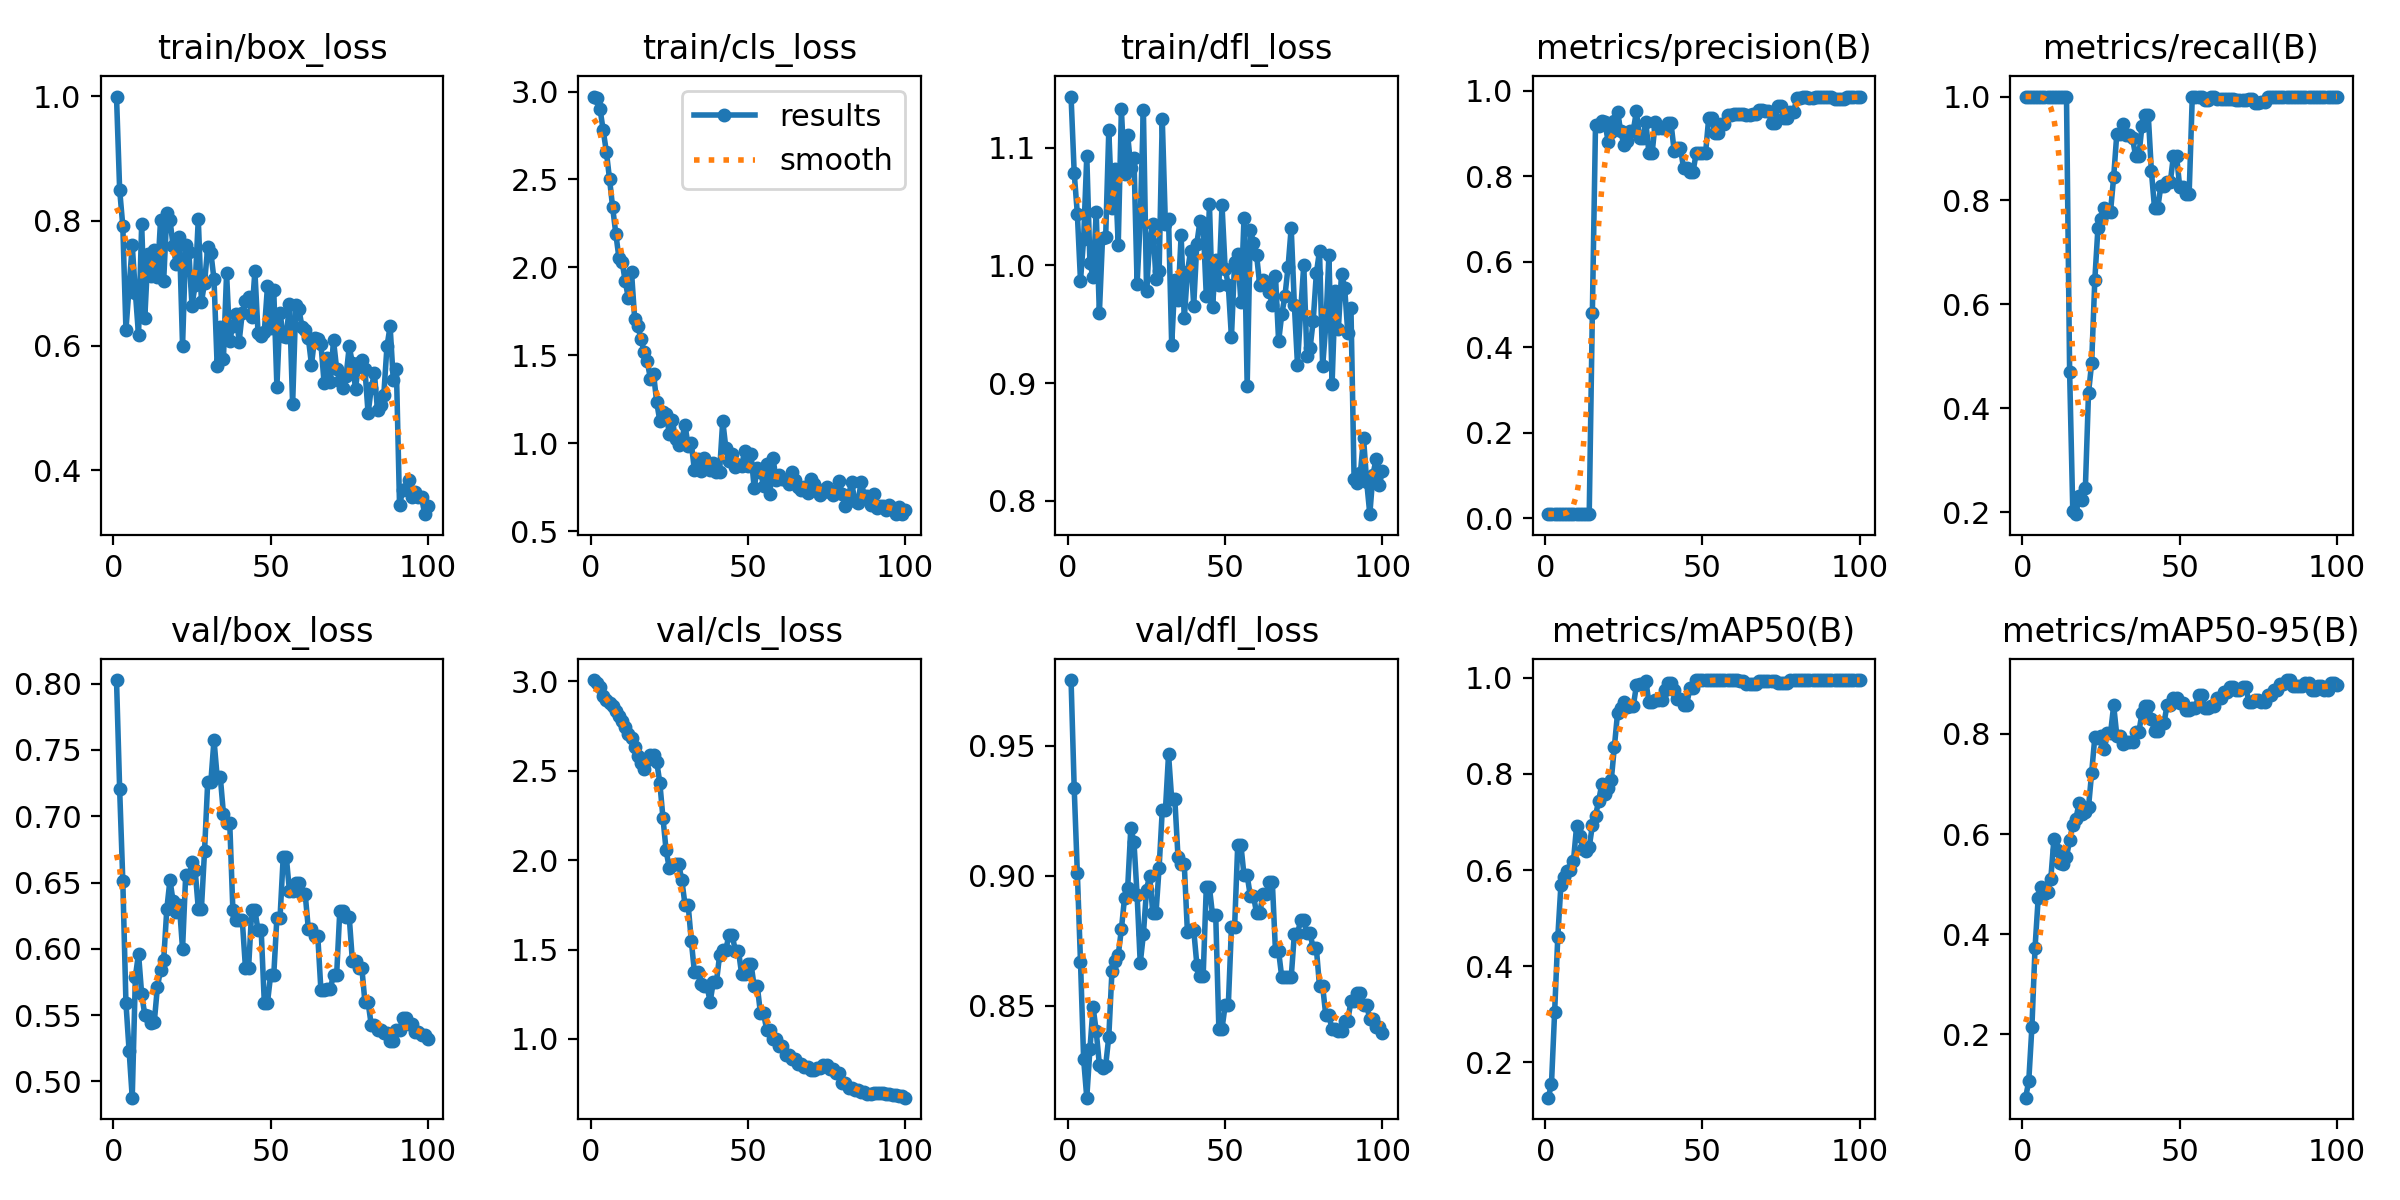 train/box_loss
1.0
0.8
0.6
0.4
0 50 100
train/cls_loss
results
smooth
3.0
2.5
2.0
1.5
1.0
0.5
0 50 100
train/dfl_loss
1.1
1.0
0.9
0.8
0 50 100
metrics/precision(B)
1.0
0.8
0.6
0.4
0.2
0.0
0 50 100
metrics/recall(B)
1.0
0.8
0.6
0.4
0.2
0 50 100
val/box_loss
0.80
0.75
0.70
0.65
0.60
0.55
0.50
0 50 100
val/cls_loss
3.0
2.5
2.0
1.5
1.0
0 50 100
val/dfl_loss
0.95
0.90
0.85
0 50 100
metrics/mAP50(B)
1.0
0.8
0.6
0.4
0.2
0 50 100
metrics/mAP50-95(B)
0.8
0.6
0.4
0.2
0 50 100